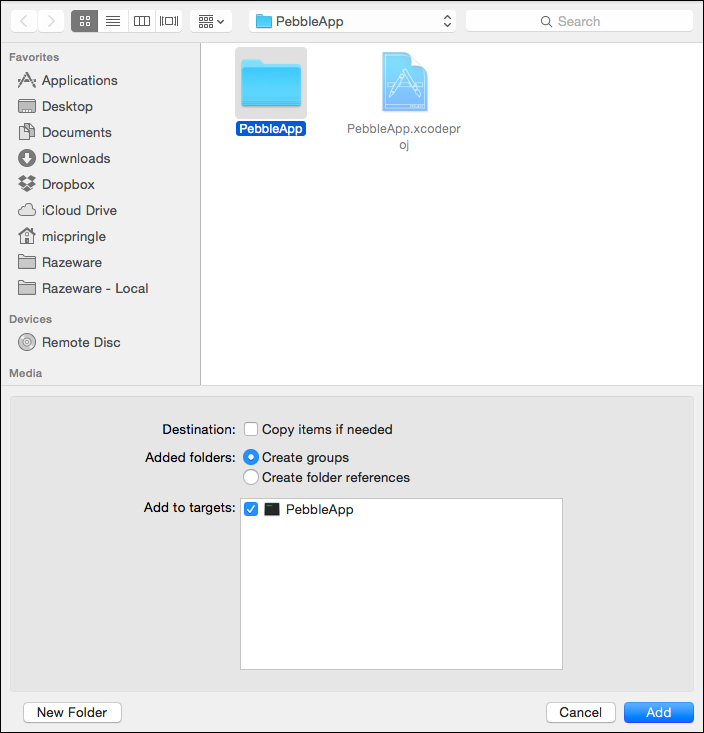 PebbleApp
Search
Favorites
Applications
Desktop
Documents
Downloads
Dropbox
iCloud Drive
micpringle
Razeware
Razeware - Local
Devices
Remote Disc
Media
PebbleApp
PebbleApp.xcodepr
oj
Destination: Copy items if needed
Added folders: Create groups
Create folder references
Add to targets: PebbleApp
New Folder Cancel Add